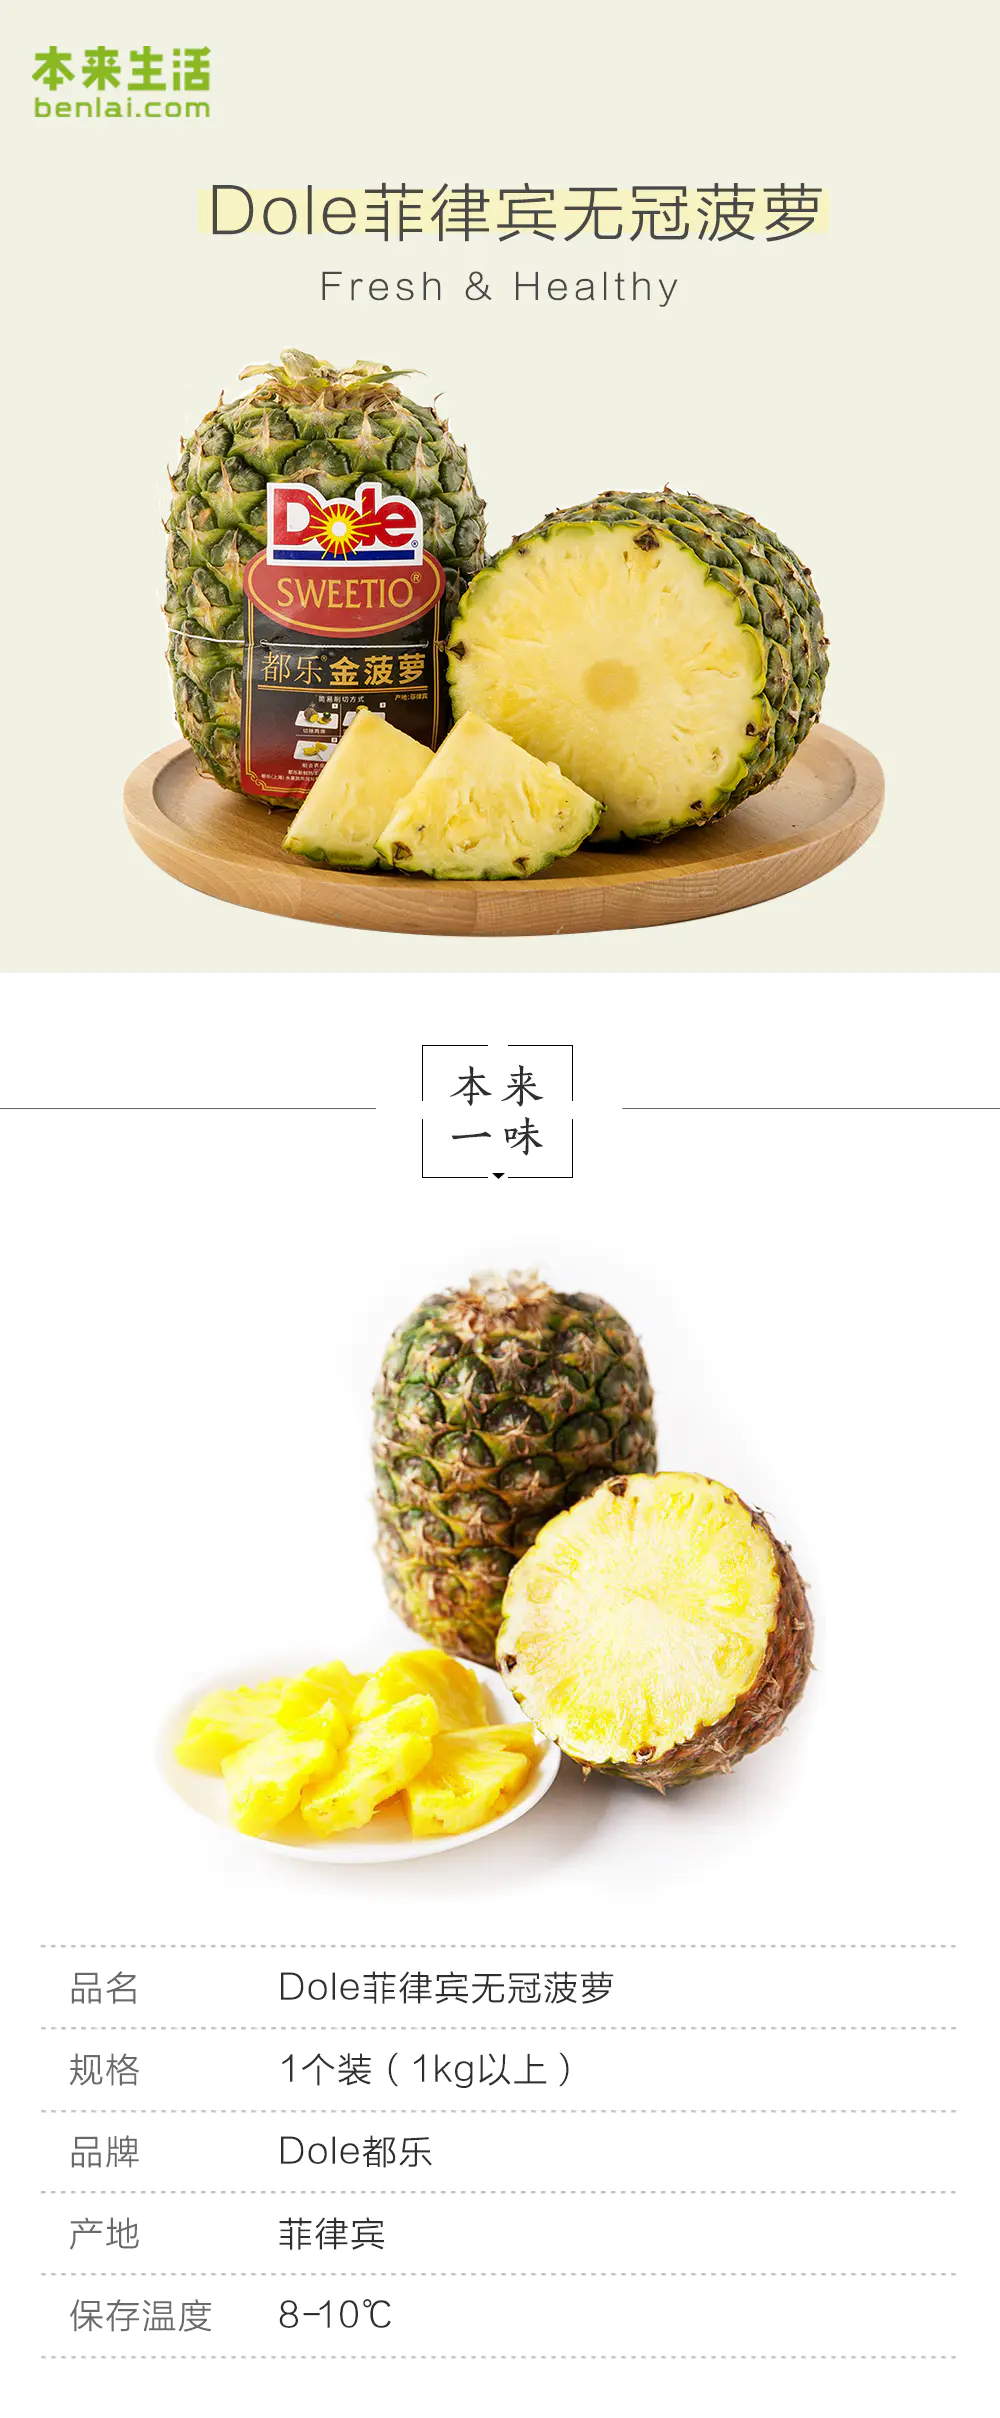 本来生活
benlai.com
Dole菲律宾无冠菠萝
Fresh & Healthy
Dole®
SWEETIO®
都乐®金菠萝
简易削切方式
产地:菲律宾
本来
一味
品名 Dole菲律宾无冠菠萝
规格 1个装（1kg以上）
品牌 Dole都乐
产地 菲律宾
保存温度 8-10℃